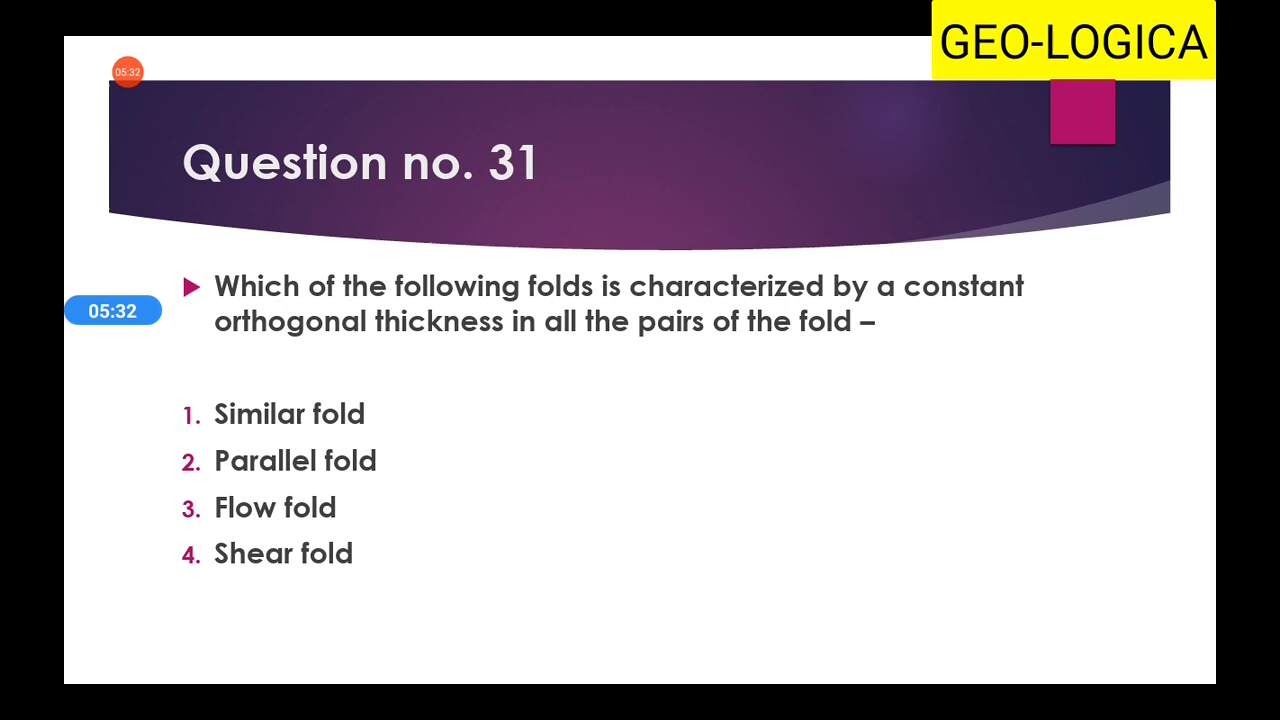 GEO-LOGICA
05:32
Question no. 31
Which of the following folds is characterized by a constant
orthogonal thickness in all the pairs of the fold –
05:32
1. Similar fold
2. Parallel fold
3. Flow fold
4. Shear fold